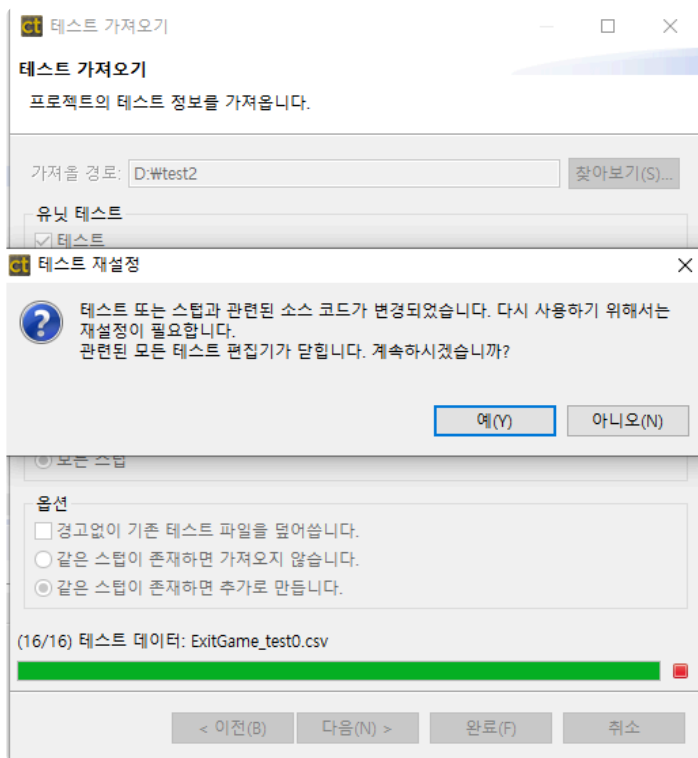 ct 테스트 가져오기
테스트 가져오기
프로젝트의 테스트 정보를 가져옵니다.
가져올 경로: D:₩test2 찾아보기(S)...
유닛 테스트
테스트
ct 테스트 재설정
테스트 또는 스텁과 관련된 소스 코드가 변경되었습니다. 다시 사용하기 위해서는
재설정이 필요합니다.
관련된 모든 테스트 편집기가 닫힙니다. 계속하시겠습니까?
예(Y) 아니오(N)
모든 스텁
옵션
경고없이 기존 테스트 파일을 덮어씁니다.
같은 스텁이 존재하면 가져오지 않습니다.
같은 스텁이 존재하면 추가로 만듭니다.
(16/16) 테스트 데이터: ExitGame_test0.csv
< 이전(B) 다음(N) > 완료(F) 취소